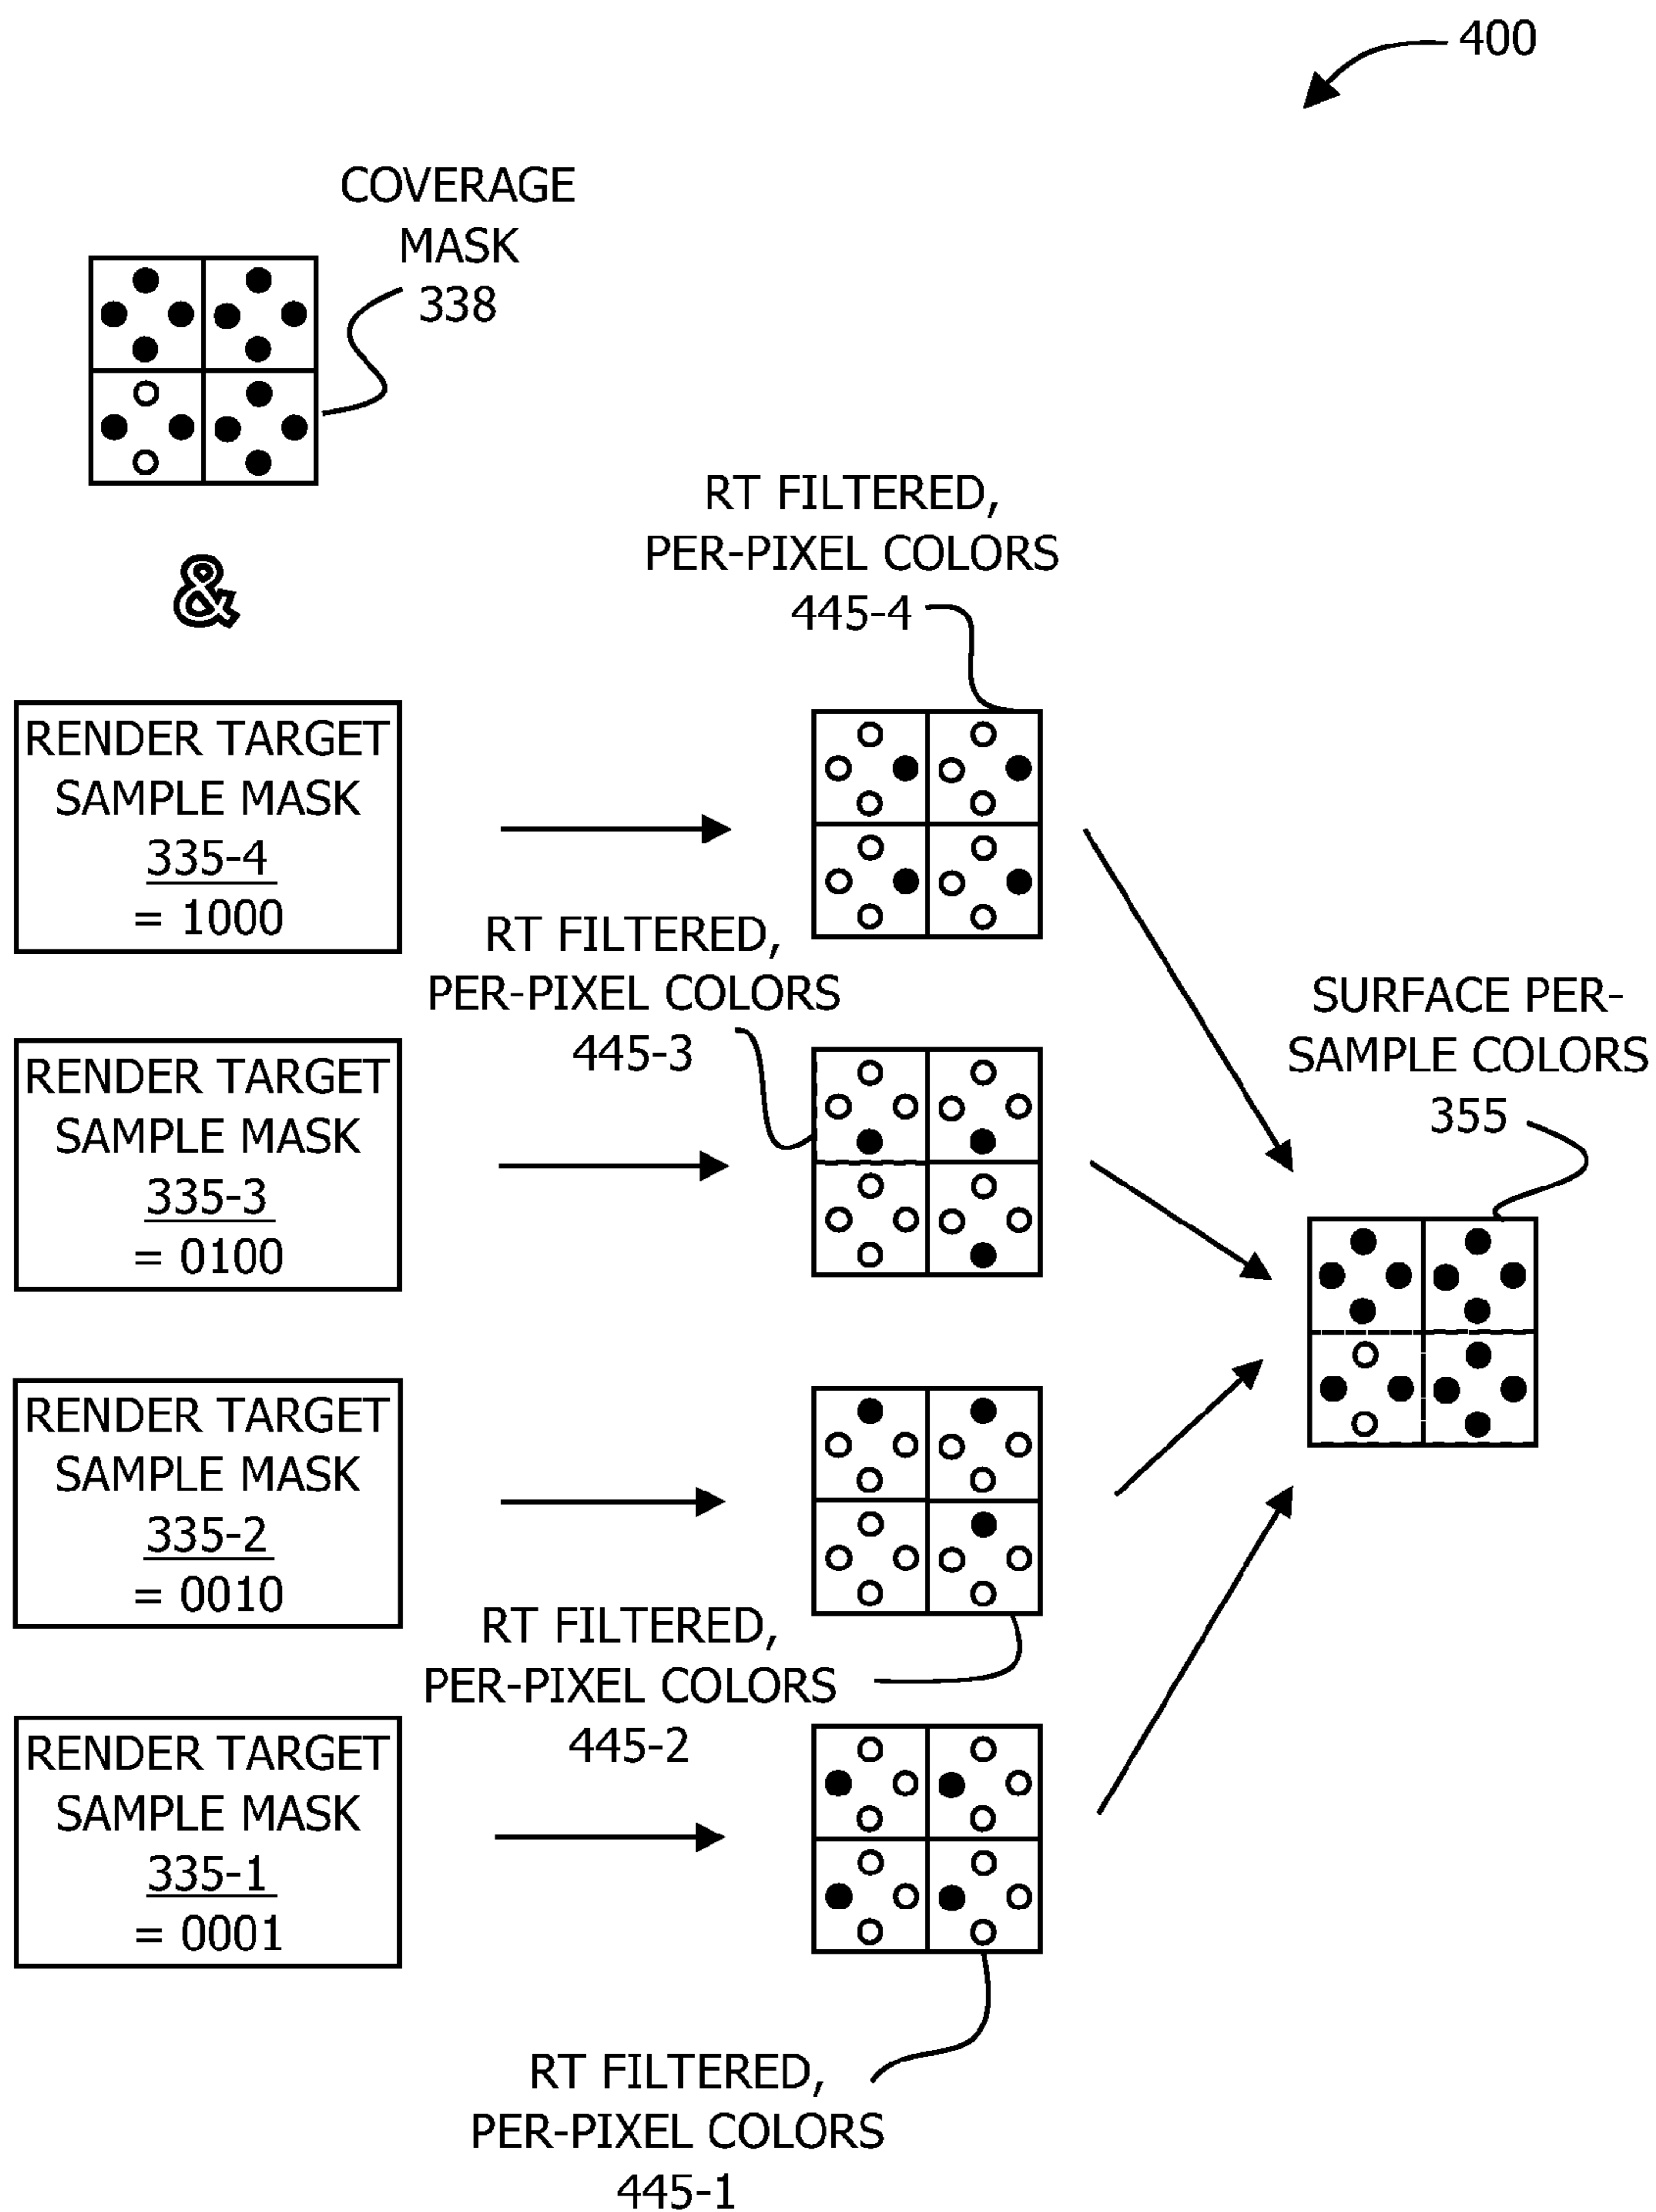 400
COVERAGE
MASK
338
&
RT FILTERED,
PER-PIXEL COLORS
445-4
RENDER TARGET
SAMPLE MASK
335-4
= 1000
RT FILTERED,
PER-PIXEL COLORS
445-3
SURFACE PER-
SAMPLE COLORS
355
RENDER TARGET
SAMPLE MASK
335-3
= 0100
RENDER TARGET
SAMPLE MASK
335-2
= 0010
RT FILTERED,
PER-PIXEL COLORS
445-2
RENDER TARGET
SAMPLE MASK
335-1
= 0001
RT FILTERED,
PER-PIXEL COLORS
445-1